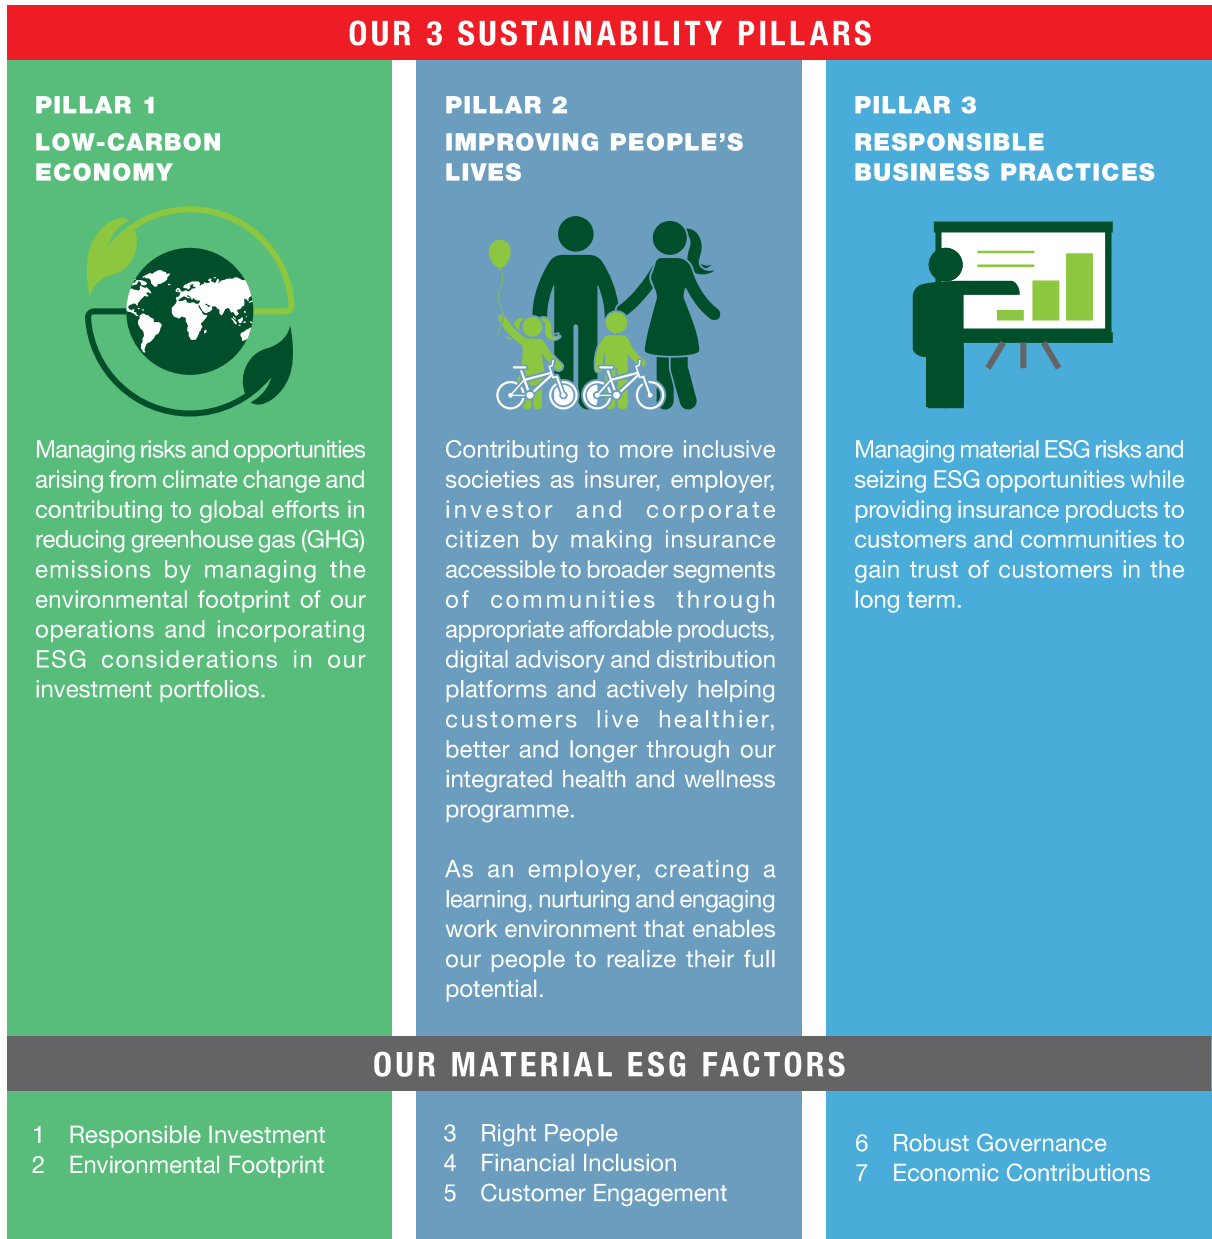 OUR 3 SUSTAINABILITY PILLARS
PILLAR 1
LOW-CARBON
ECONOMY
Managing risks and opportunities
arising from climate change and
contributing to global efforts in
reducing greenhouse gas (GHG)
emissions by managing the
environmental footprint of our
operations and incorporating
ESG considerations in our
investment portfolios.
PILLAR 2
IMPROVING PEOPLE'S
LIVES
Contributing to more inclusive
societies as insurer, employer,
investor and corporate
citizen by making insurance
accessible to broader segments
of communities through
appropriate affordable products,
digital advisory and distribution
platforms and actively helping
customers live healthier,
better and longer through our
integrated health and wellness
programme.
As an employer, creating a
learning, nurturing and engaging
work environment that enables
our people to realize their full
potential.
PILLAR 3
RESPONSIBLE
BUSINESS PRACTICES
Managing material ESG risks and
seizing ESG opportunities while
providing insurance products to
customers and communities to
gain trust of customers in the
long term.
OUR MATERIAL ESG FACTORS
1 Responsible Investment
2 Environmental Footprint
3 Right People
4 Financial Inclusion
5 Customer Engagement
6 Robust Governance
7 Economic Contributions